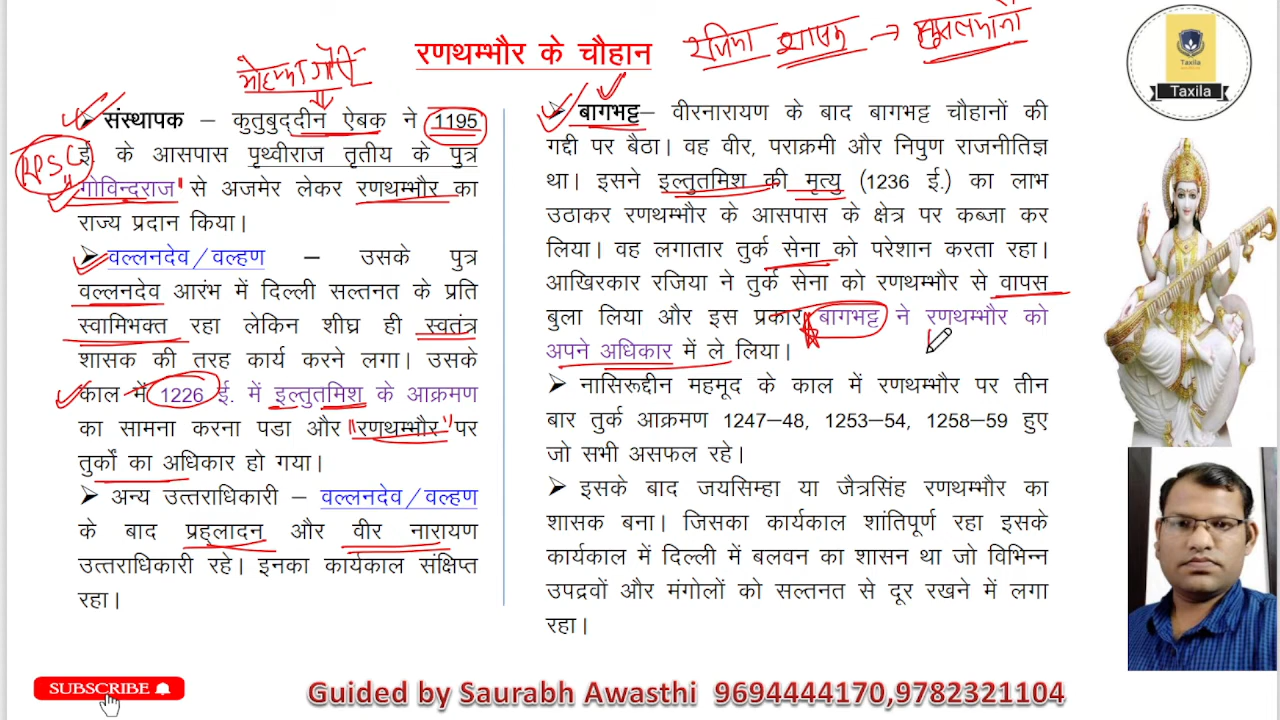 रणथम्भौर के चौहान
रजिया शासक → मुसलमानों
मोहम्मद गौरी
RPSC
संस्थापक – कुतुबुद्दीन ऐबक ने 1195
ई. के आसपास पृथ्वीराज तृतीय के पुत्र
गोविन्दराज से अजमेर लेकर रणथम्भौर का
राज्य प्रदान किया।
➤ वल्लनदेव/वल्हण – उसके पुत्र
वल्लनदेव आरंभ में दिल्ली सल्तनत के प्रति
स्वामिभक्त रहा लेकिन शीघ्र ही स्वतंत्र
शासक की तरह कार्य करने लगा। उसके
काल में 1226 ई. में इल्तुतमिश के आक्रमण
का सामना करना पडा और "रणथम्भौर" पर
तुर्कों का अधिकार हो गया।
➤ अन्य उत्तराधिकारी – वल्लनदेव/वल्हण
के बाद प्रह्लादन और वीर नारायण
उत्तराधिकारी रहे। इनका कार्यकाल संक्षिप्त
रहा।
➤ बागभट्ट– वीरनारायण के बाद बागभट्ट चौहानों की
गद्दी पर बैठा। वह वीर, पराक्रमी और निपुण राजनीतिज्ञ
था। इसने इल्तुतमिश की मृत्यु (1236 ई.) का लाभ
उठाकर रणथम्भौर के आसपास के क्षेत्र पर कब्जा कर
लिया। वह लगातार तुर्क सेना को परेशान करता रहा।
आखिरकार रजिया ने तुर्क सेना को रणथम्भौर से वापस
बुला लिया और इस प्रकार बागभट्ट ने रणथम्भौर को
अपने अधिकार में ले लिया।
➤ नासिरूद्दीन महमूद के काल में रणथम्भौर पर तीन
बार तुर्क आक्रमण 1247–48, 1253–54, 1258–59 हुए
जो सभी असफल रहे।
➤ इसके बाद जयसिम्हा या जैत्रसिंह रणथम्भौर का
शासक बना। जिसका कार्यकाल शांतिपूर्ण रहा इसके
कार्यकाल में दिल्ली में बलवन का शासन था जो विभिन्न
उपद्रवों और मंगोलों को सल्तनत से दूर रखने में लगा
रहा।
Taxila
Taxila
SUBSCRIBE
Guided by Saurabh Awasthi 9694444170,9782321104